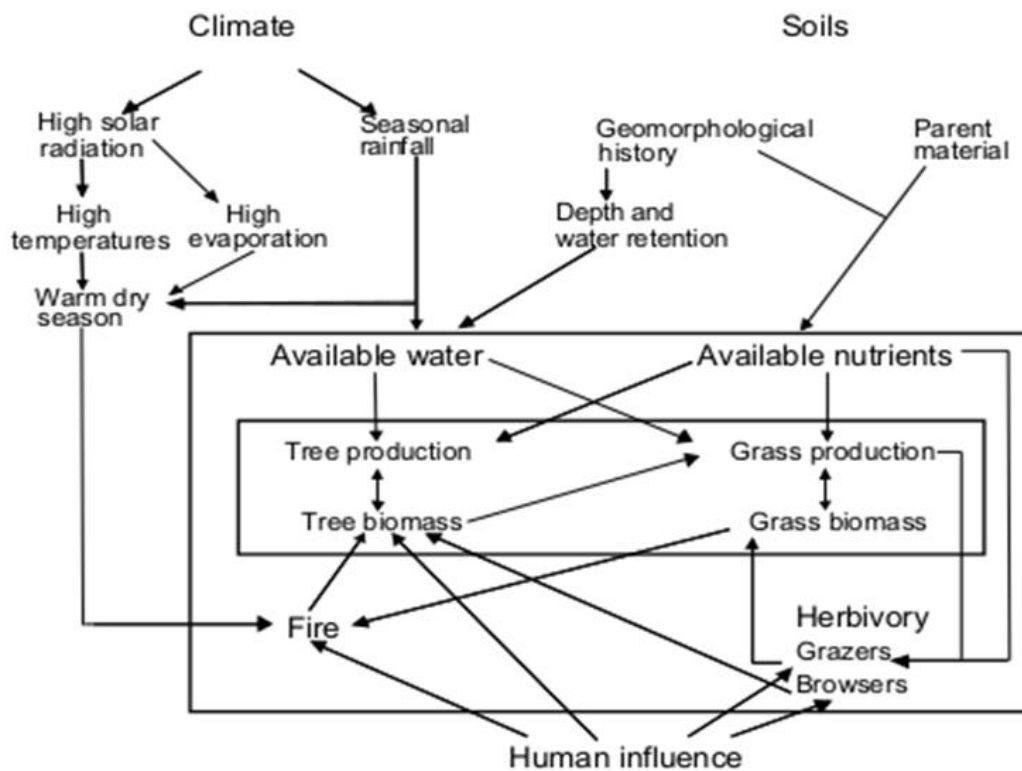 Climate
Soils
High solar
radiation
Seasonal
rainfall
Geomorphological
history
Parent
material
High
temperatures
High
evaporation
Depth and
water retention
Warm dry
season
Available water
Available nutrients
Tree production
Grass production
Tree biomass
Grass biomass
Fire
Herbivory
Grazers
Browsers
Human influence